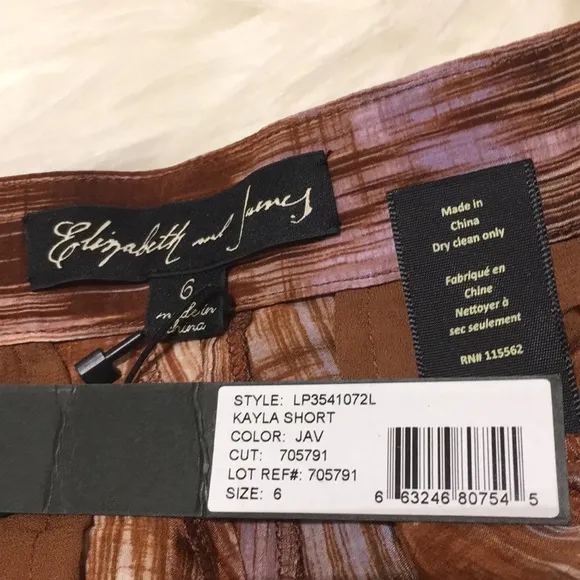 Elizabeth and James
6
made in
china
Made in
China
Dry clean only
Fabriqué en
Chine
Nettoyer à
sec seulement
RN# 115562
STYLE: LP3541072L
KAYLA SHORT
COLOR: JAV
CUT: 705791
LOT REF#: 705791
SIZE: 6
6 63246 80754 5